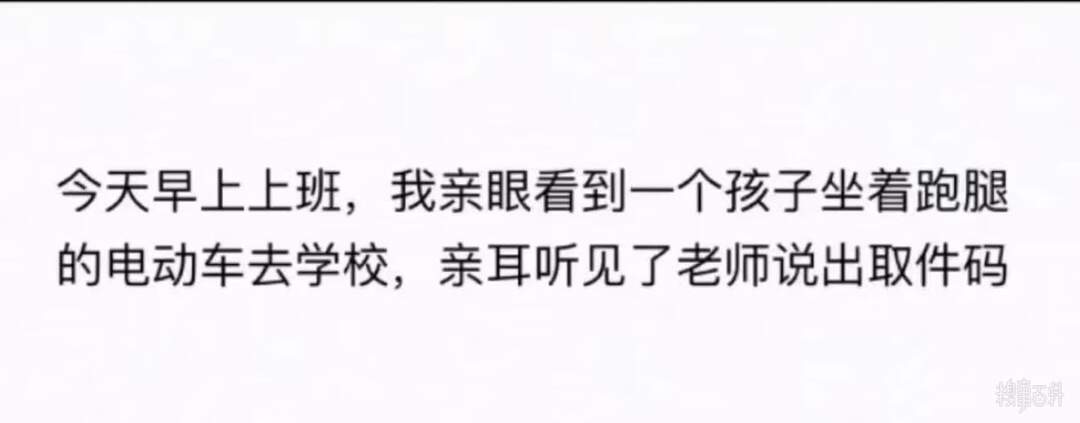 今天早上上班，我亲眼看到一个孩子坐着跑腿
的电动车去学校，亲耳听见了老师说出取件码